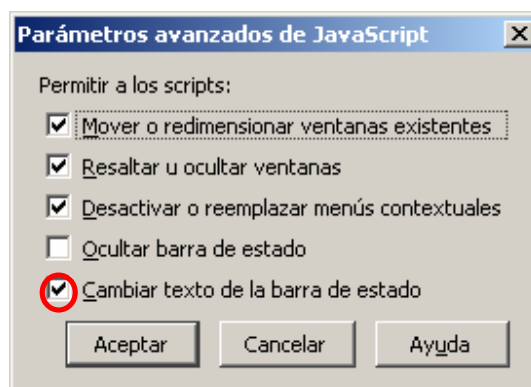 Parámetros avanzados de JavaScript
Permitir a los scripts:
Mover o redimensionar ventanas existentes
Resaltar u ocultar ventanas
Desactivar o reemplazar menús contextuales
Ocultar barra de estado
Cambiar texto de la barra de estado
Aceptar Cancelar Ayuda